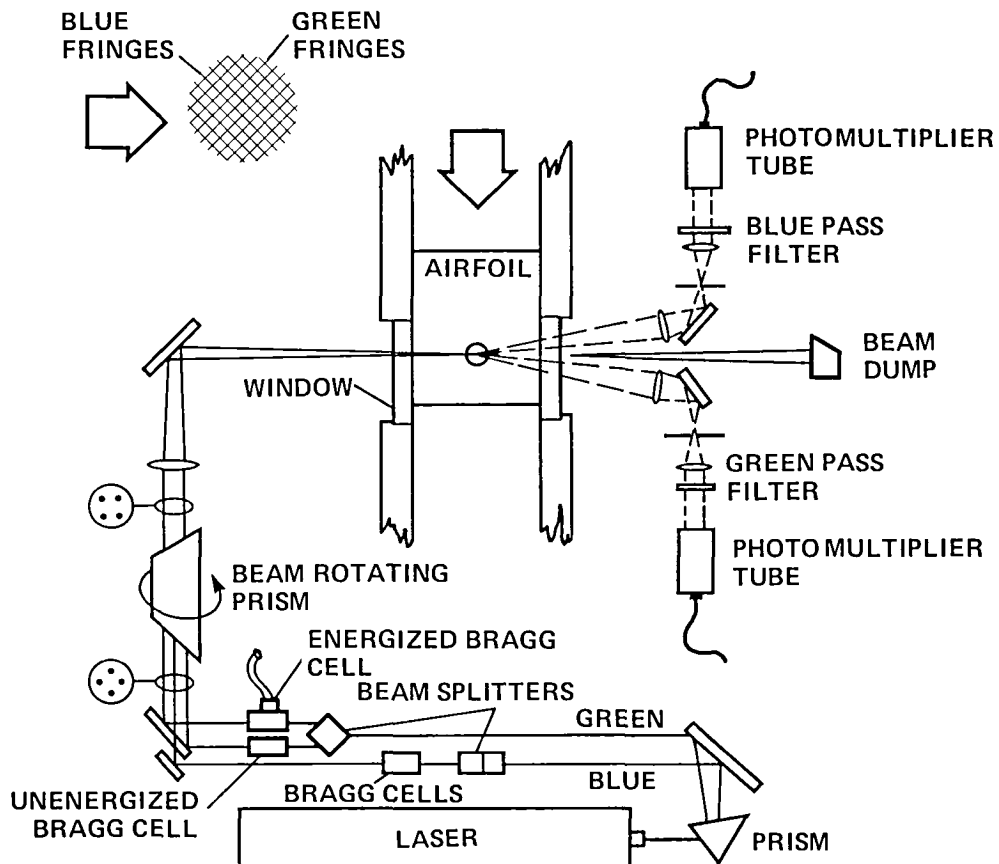 BLUE
FRINGES
GREEN
FRINGES
PHOTOMULTIPLIER
TUBE
BLUE PASS
FILTER
AIRFOIL
BEAM
DUMP
WINDOW
GREEN PASS
FILTER
PHOTOMULTIPLIER
TUBE
BEAM ROTATING
PRISM
ENERGIZED BRAGG
CELL
BEAM SPLITTERS
GREEN
BLUE
BRAGG CELLS
UNENERGIZED
BRAGG CELL
LASER
PRISM